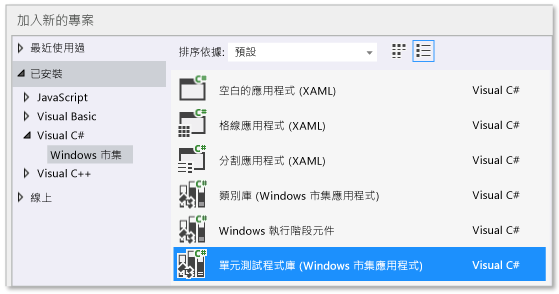 加入新的專案
最近使用過
已安裝
JavaScript
Visual Basic
Visual C#
Windows 市集
Visual C++
線上
排序依據: 預設
C# 空白的應用程式 (XAML) Visual C#
C# 格線應用程式 (XAML) Visual C#
C# 分割應用程式 (XAML) Visual C#
C# 類別庫 (Windows 市集應用程式) Visual C#
C# Windows 執行階段元件 Visual C#
C# 單元測試程式庫 (Windows 市集應用程式) Visual C#